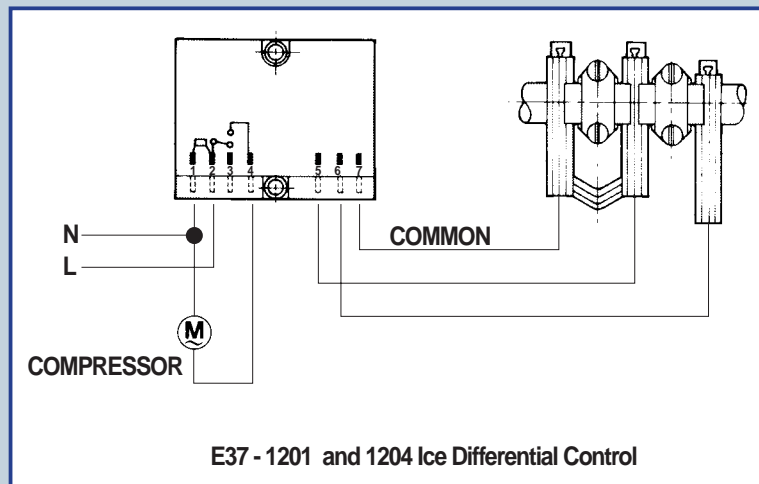 1 2 3 4 5 6 7
N
L
COMMON
M
COMPRESSOR
E37 - 1201 and 1204 Ice Differential Control